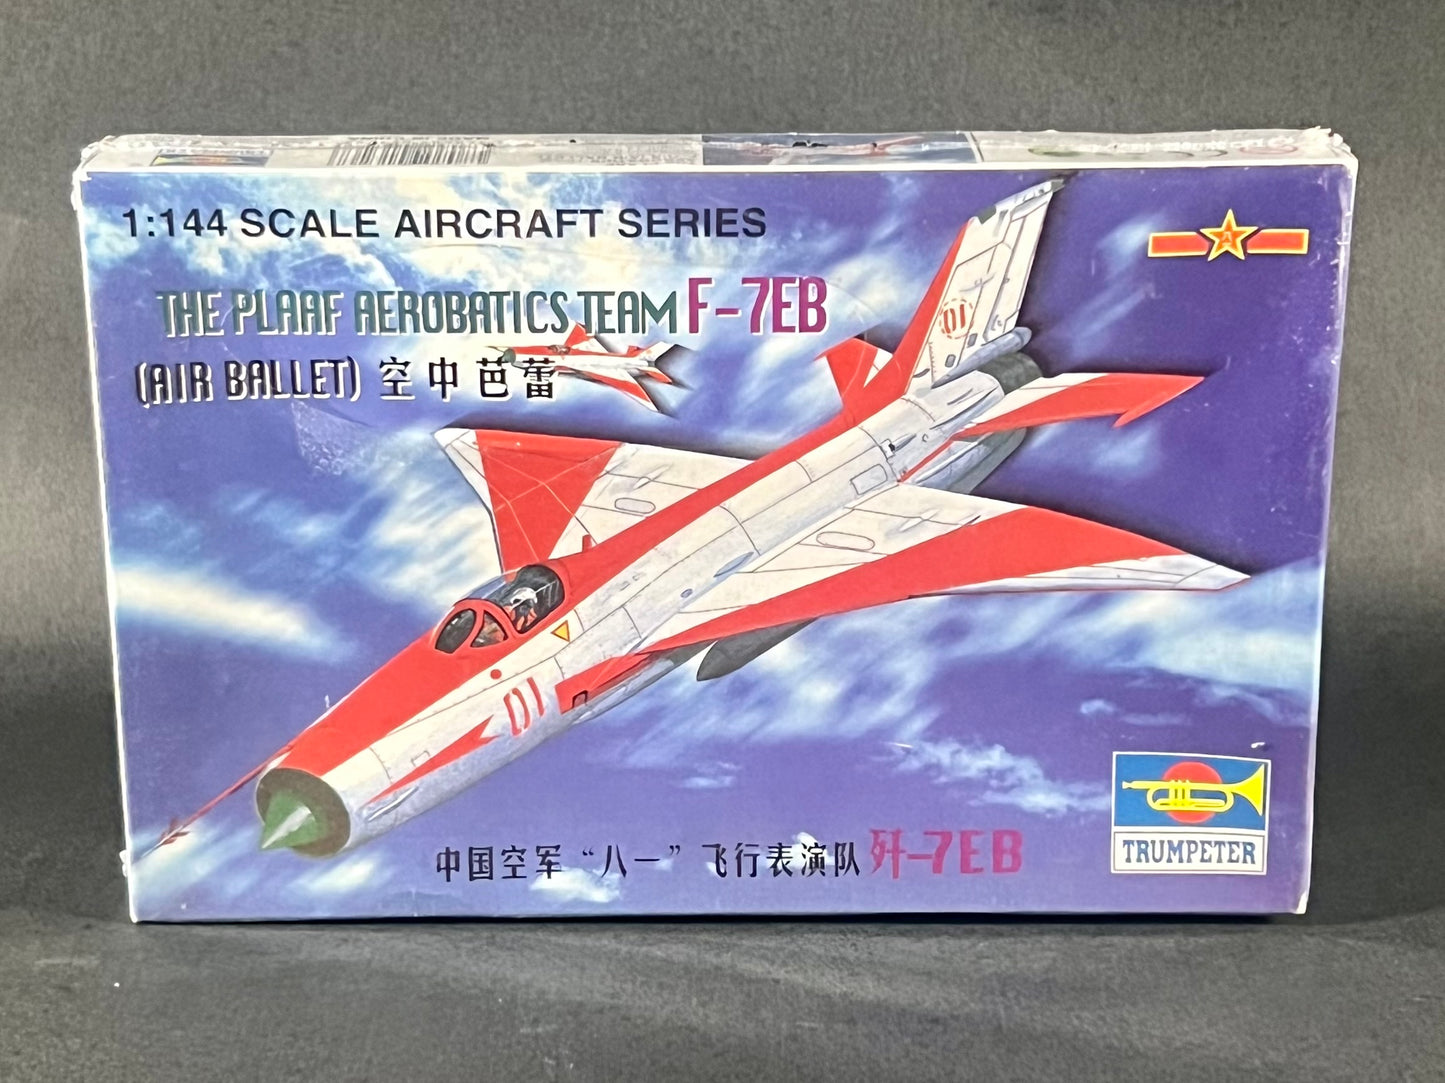 1:144 SCALE AIRCRAFT SERIES
THE PLAAF AEROBATICS TEAM F-7EB
(AIR BALLET) 空中芭蕾
01
01
中国空军“八一”飞行表演队 歼-7EB
TRUMPETER